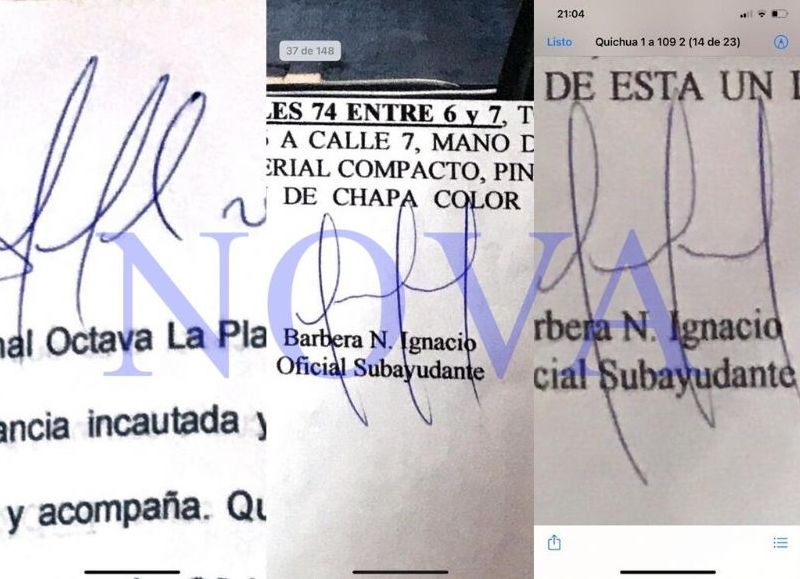 nal Octava La Pla
ancia incautada y
y acompaña. Qu
37 de 148
LES 74 ENTRE 6 y 7, T
A CALLE 7, MANO D
ERIAL COMPACTO, PIN
DE CHAPA COLOR
Barbera N. Ignacio
Oficial Subayudante
21:04
Listo
Quichua 1 a 109 2 (14 de 23)
DE ESTA UN
rbera N. Ignacio
cial Subayudante
NOVA